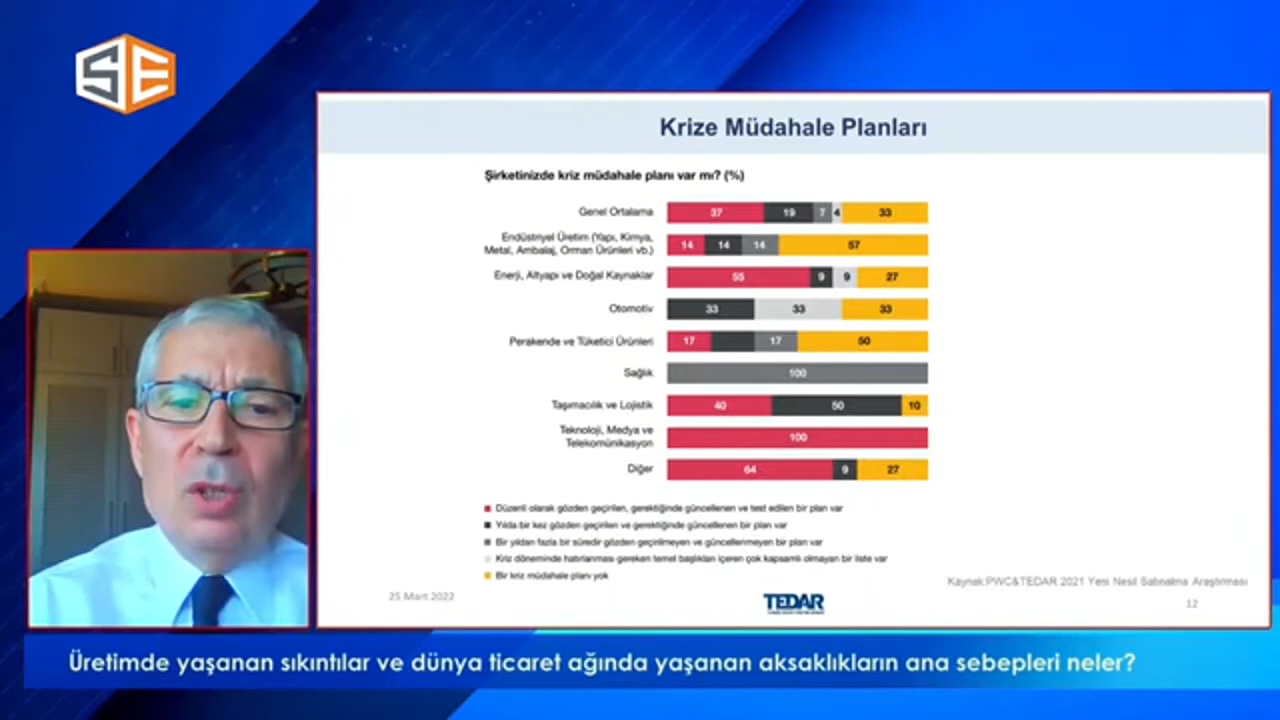 SE
Krize Müdahale Planları
Şirketinizde kriz müdahale planı var mı? (%)
Genel Ortalama 37 19 7 4 33
Endüstriyel Üretim (Yapı, Kimya,
Metal, Ambalaj, Orman Ürünleri vb.) 14 14 14 57
Enerji, Altyapı ve Doğal Kaynaklar 55 9 9 27
Otomotiv 33 33 33
Perakende ve Tüketici Ürünleri 17 17 50
Sağlık 100
Taşımacılık ve Lojistik 40 50 10
Teknoloji, Medya ve
Telekomünikasyon 100
Diğer 64 9 27
Düzenli olarak gözden geçirilen, gerektiğinde güncellenen ve test edilen bir plan var
Yılda bir kez gözden geçirilen ve gerektiğinde güncellenen bir plan var
Bir yıldan fazla bir süredir gözden geçirilmeyen ve güncellenmeyen bir plan var
Kriz döneminde hatırlanması gereken temel başlıkları içeren çok kapsamlı olmayan bir liste var
Bir kriz müdahale planı yok
Kaynak:PWC&TEDAR 2021 Yeni Nesil Satınalma Araştırması
25 Mart 2022
TEDAR
12
Üretimde yaşanan sıkıntılar ve dünya ticaret ağında yaşanan aksaklıkların ana sebepleri neler?